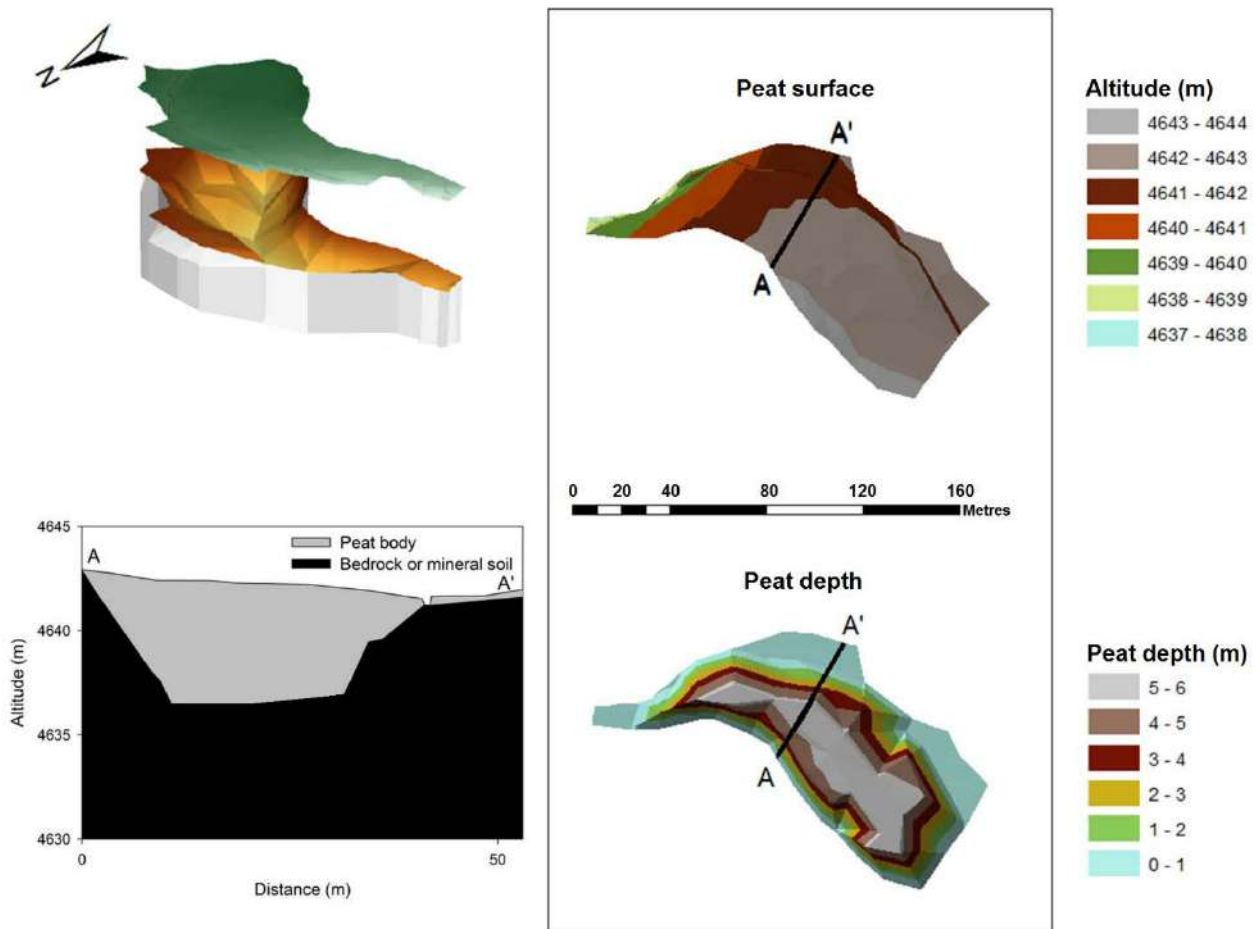 N
Peat surface
A'
A
Altitude (m)
4643 - 4644
4642 - 4643
4641 - 4642
4640 - 4641
4639 - 4640
4638 - 4639
4637 - 4638
0 20 40 80 120 160
Metres
4645
4640
4635
4630
Altitude (m)
A
A'
Peat body
Bedrock or mineral soil
0 50
Distance (m)
Peat depth
A'
A
Peat depth (m)
5 - 6
4 - 5
3 - 4
2 - 3
1 - 2
0 - 1